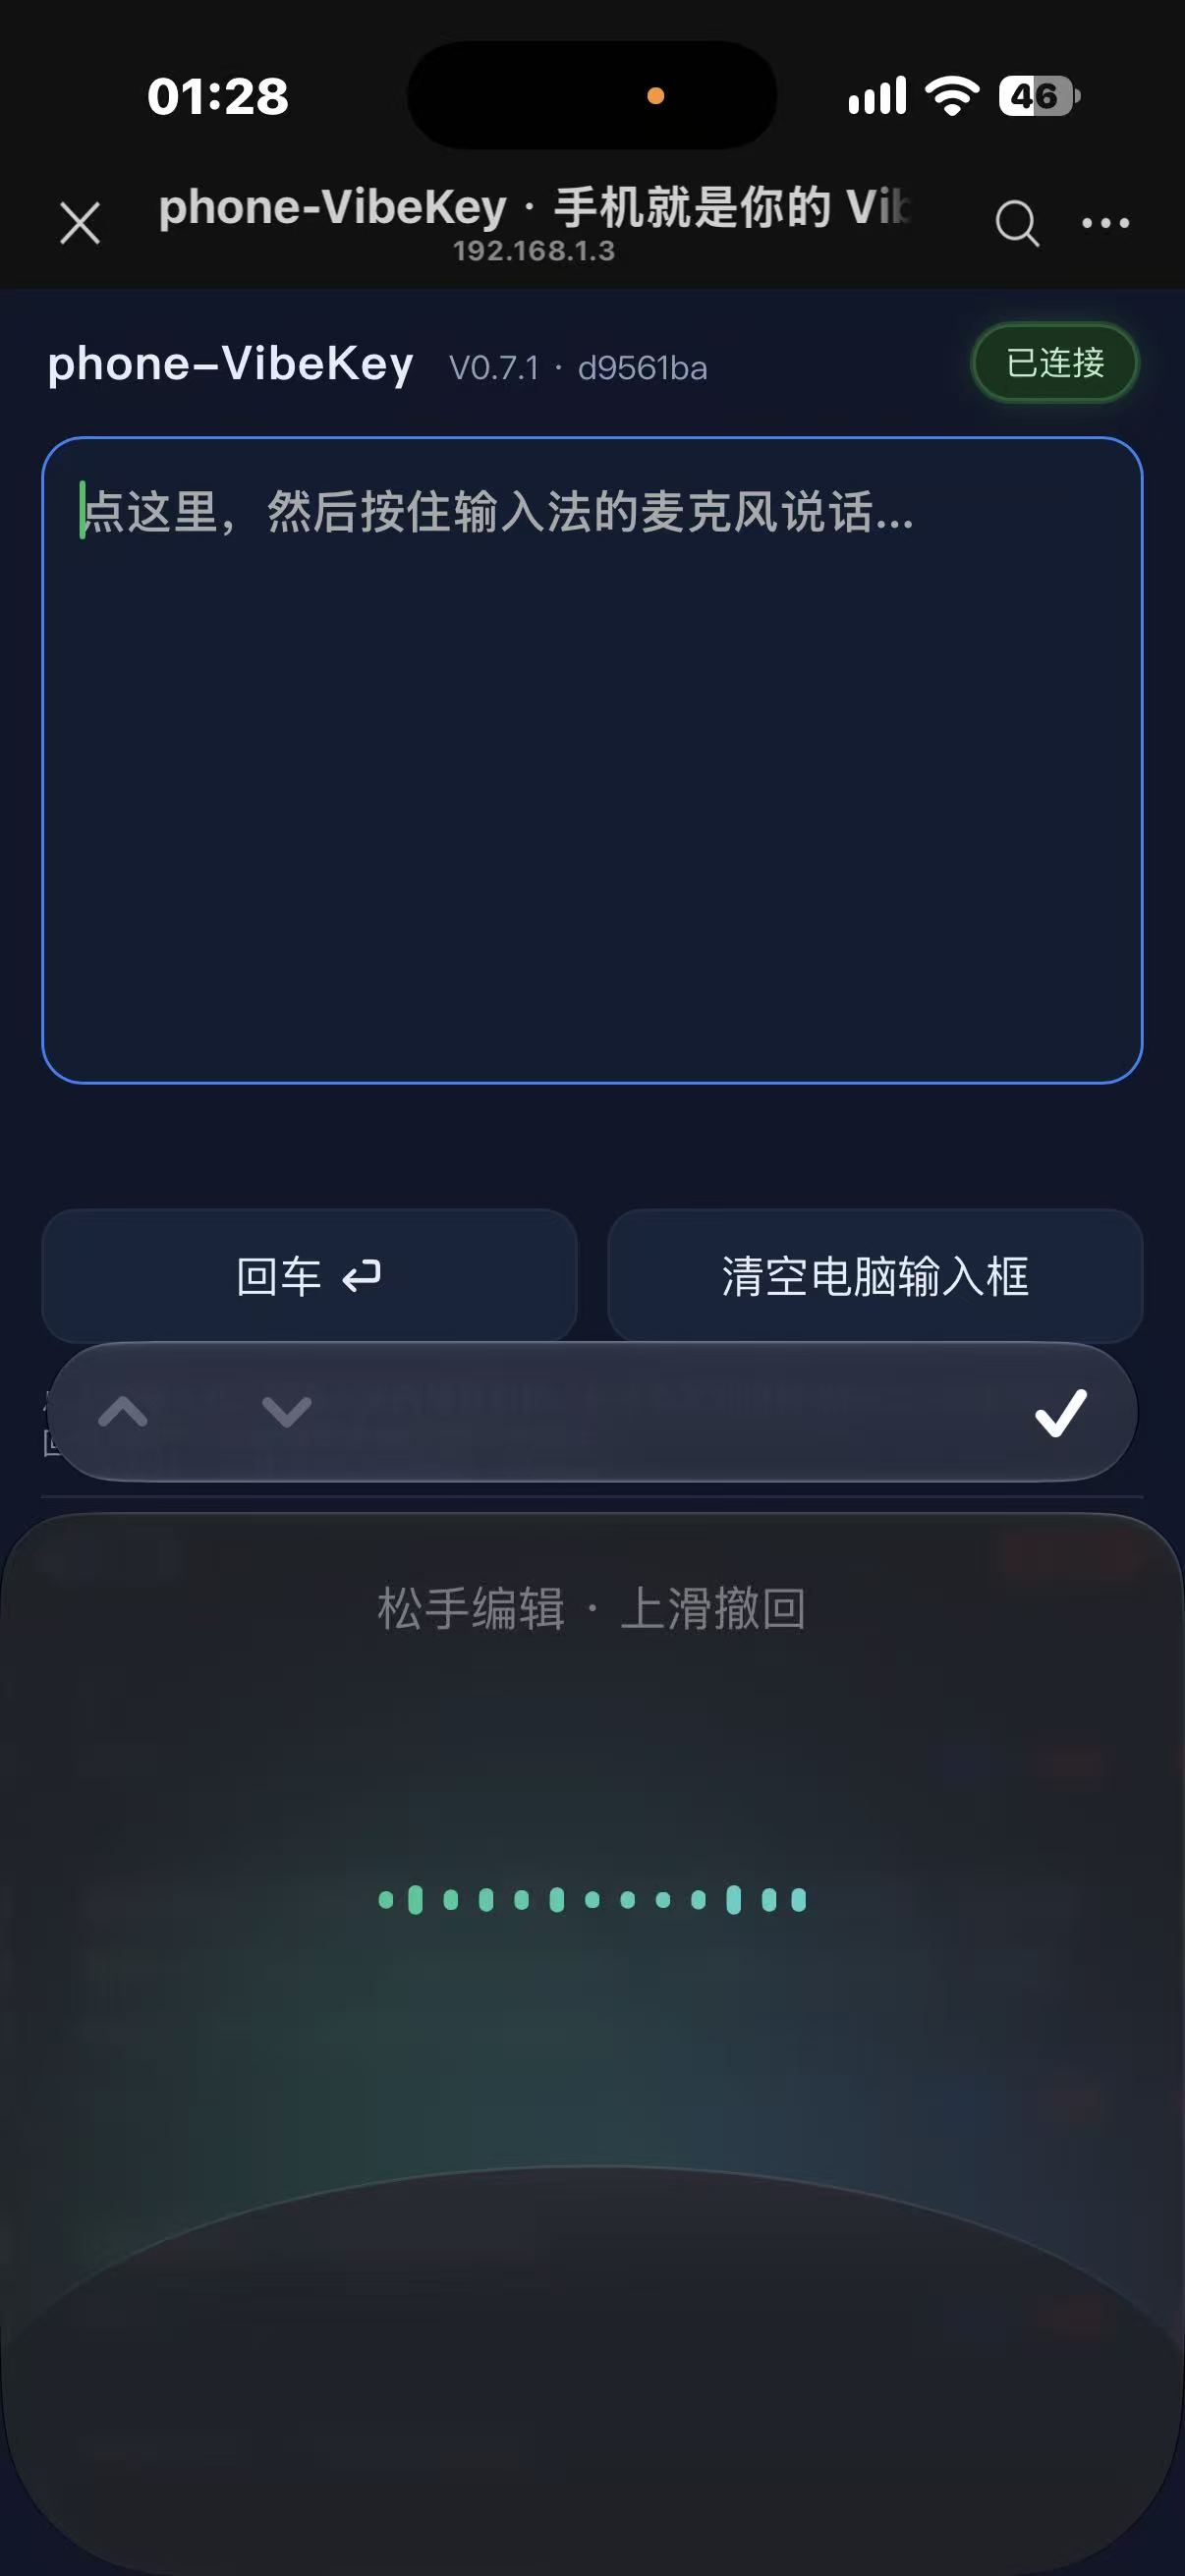 01:28
46
phone-VibeKey · 手机就是你的 Vib
192.168.1.3
phone-VibeKey V0.7.1 · d9561ba
已连接
点这里，然后按住输入法的麦克风说话...
回车
清空电脑输入框
松手编辑 · 上滑撤回